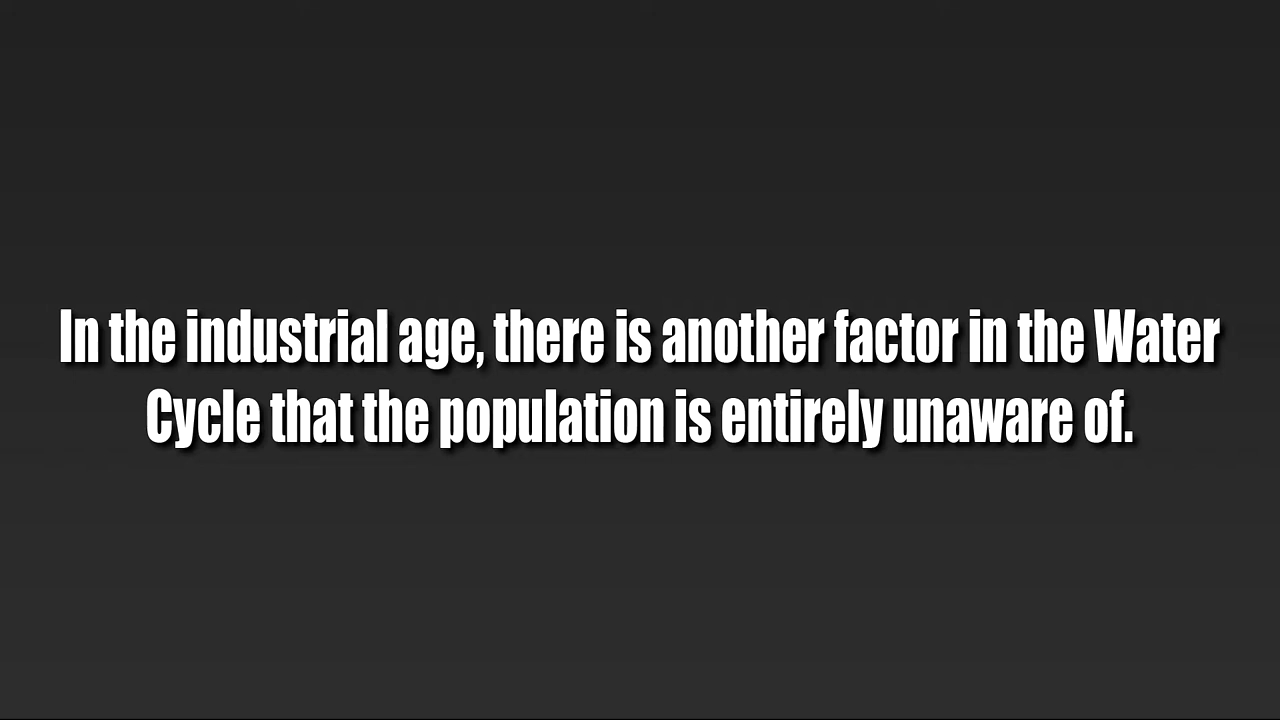 In the industrial age, there is another factor in the Water
Cycle that the population is entirely unaware of.